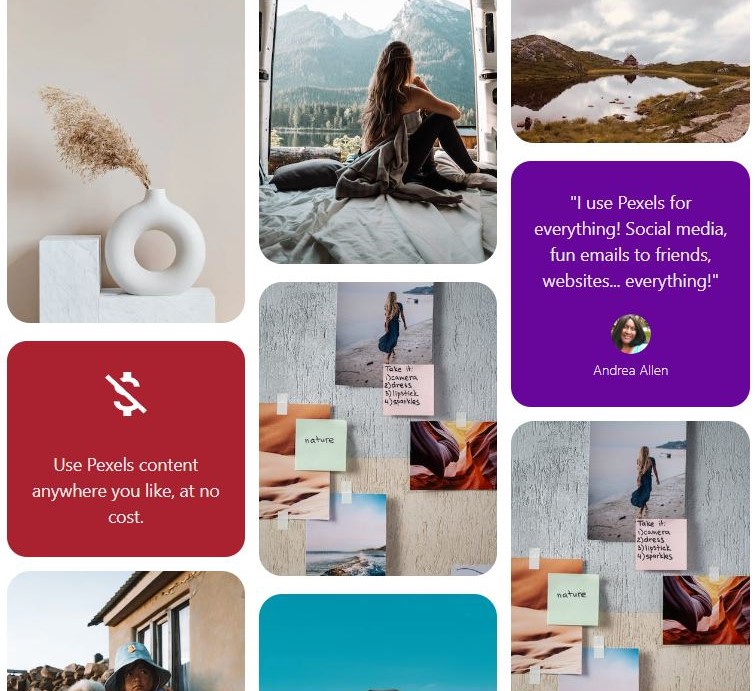 "I use Pexels for
everything! Social media,
fun emails to friends,
websites... everything!"
Andrea Allen
Take it:
1)camera
2)dress
3)lipstick
4)sparkles
nature
Use Pexels content
anywhere you like, at no
cost.
Take it:
1)camera
2)dress
3)lipstick
4)sparkles
nature